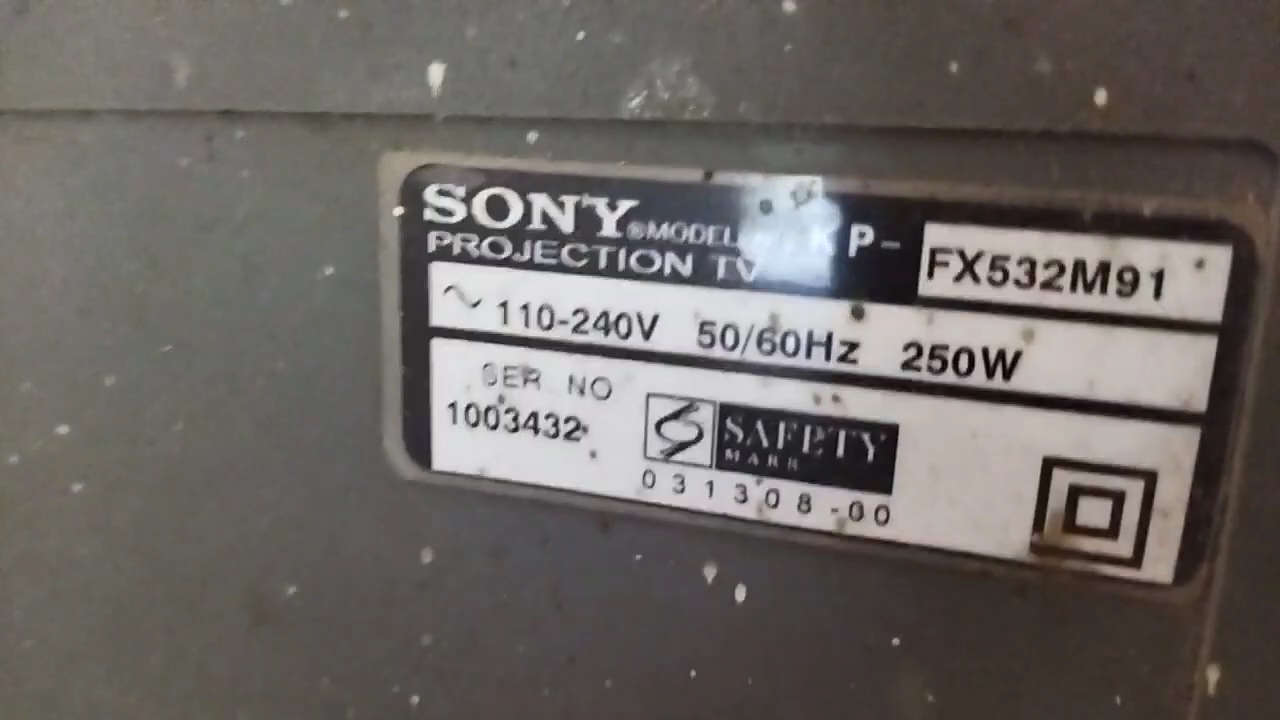 SONY® MODEL KP-FX532M91
PROJECTION TV
~ 110-240V 50/60Hz 250W
SER NO
1003432
SAFETY
MARK
031308-00